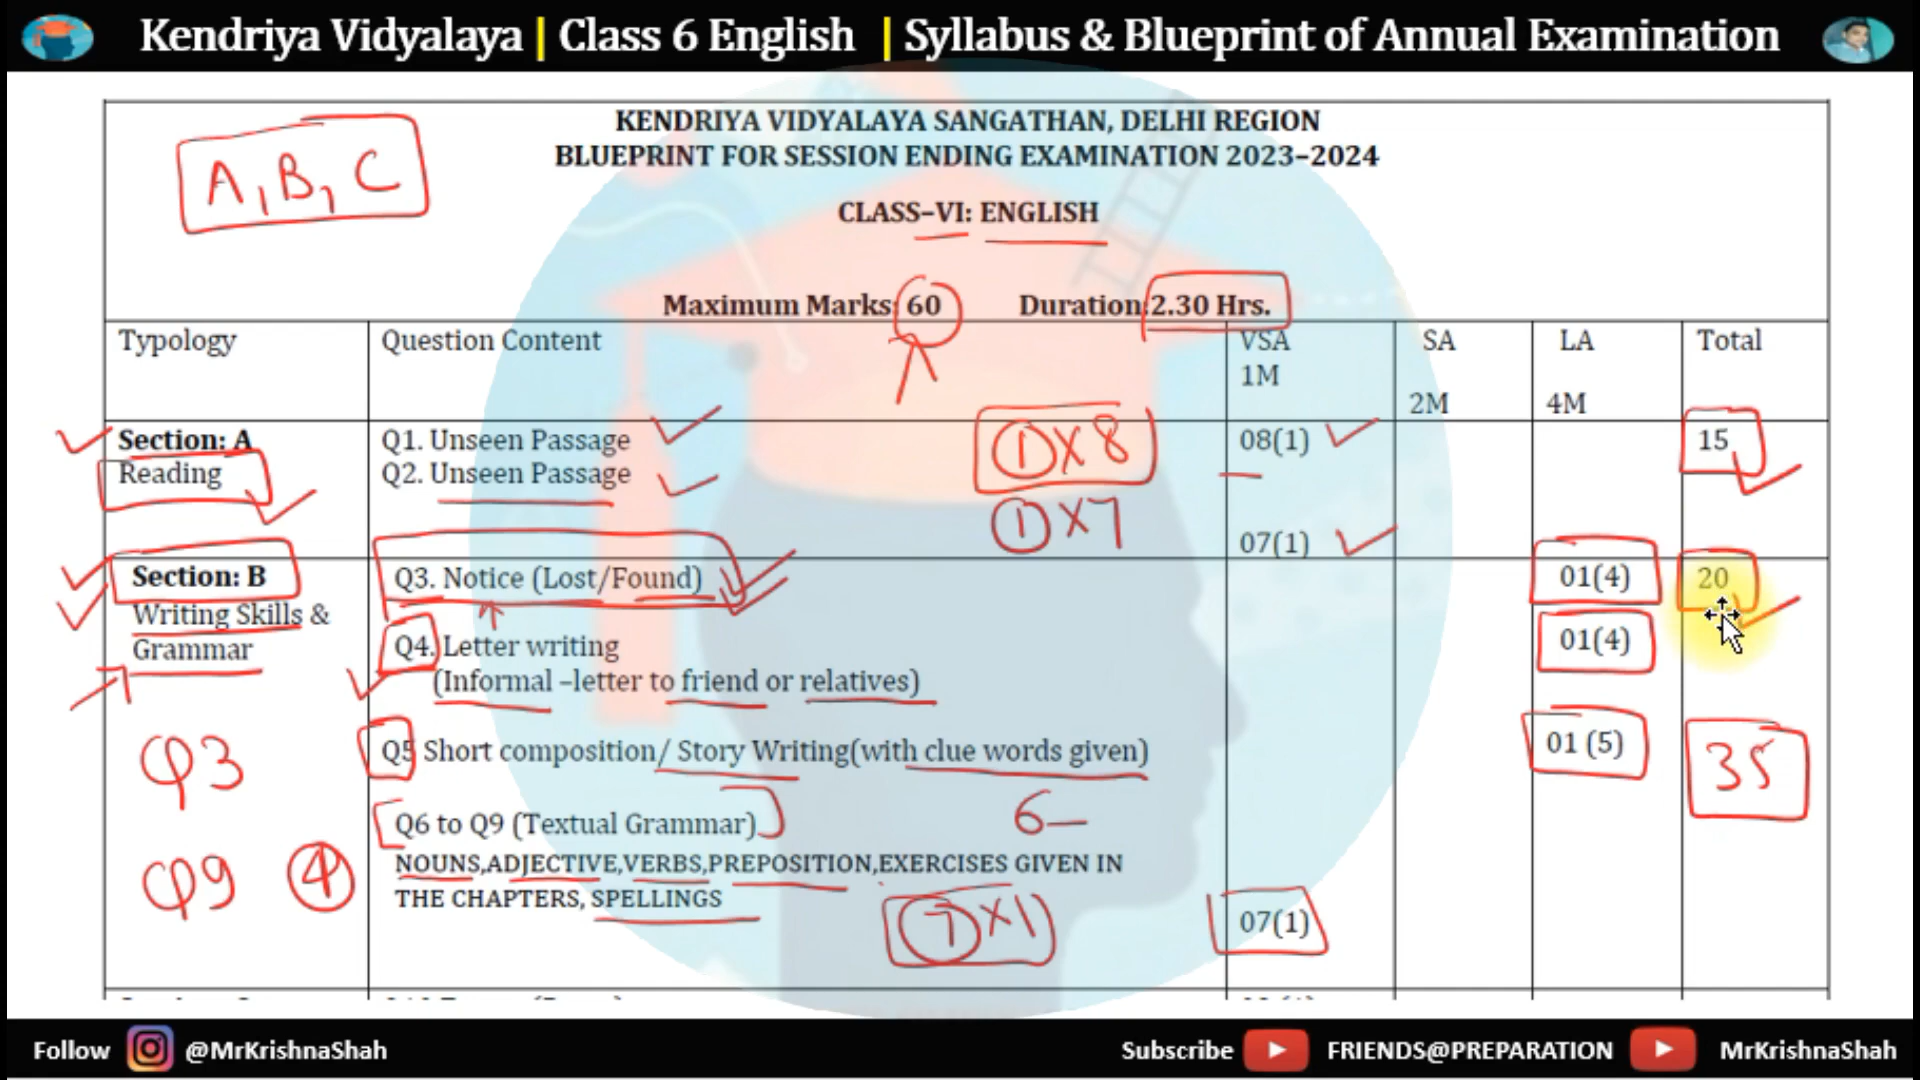 Kendriya Vidyalaya | Class 6 English | Syllabus & Blueprint of Annual Examination
KENDRIYA VIDYALAYA SANGATHAN, DELHI REGION
BLUEPRINT FOR SESSION ENDING EXAMINATION 2023–2024
A, B, C
CLASS–VI: ENGLISH
Maximum Marks: 60 Duration:2.30 Hrs.
Typology Question Content VSA SA LA Total
1M
2M 4M
Section: A Q1. Unseen Passage 1 x 8 08(1) 15
Reading Q2. Unseen Passage
1 x 7 07(1)
Section: B Q3. Notice (Lost/Found) 01(4) 20
Writing Skills &
Grammar Q4. Letter writing 01(4)
(Informal –letter to friend or relatives)
Q3 Q5 Short composition/ Story Writing(with clue words given) 01 (5) 35
Q6 to Q9 (Textual Grammar) 6—
Q9 4 NOUNS,ADJECTIVE,VERBS,PREPOSITION,EXERCISES GIVEN IN
THE CHAPTERS, SPELLINGS
7 x 1 07(1)
Follow @MrKrishnaShah Subscribe FRIENDS@PREPARATION MrKrishnaShah